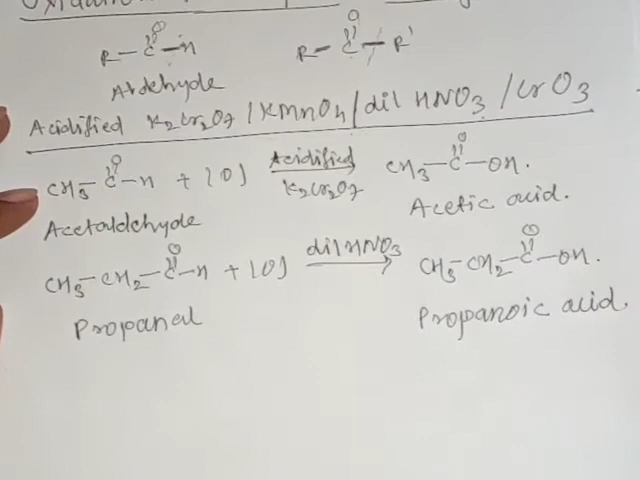 O
R-C-H
O
R-C-R'
Aldehyde
Acidified K2Cr2O7 / KMnO4 / dil HNO3 / CrO3
O
CH3-C-H + [O] Acidified K2Cr2O7
O
CH3-C-OH.
Acetaldehyde
Acetic acid.
O
CH3-CH2-C-H + [O] dil HNO3
O
CH3-CH2-C-OH.
Propanal
Propanoic acid.